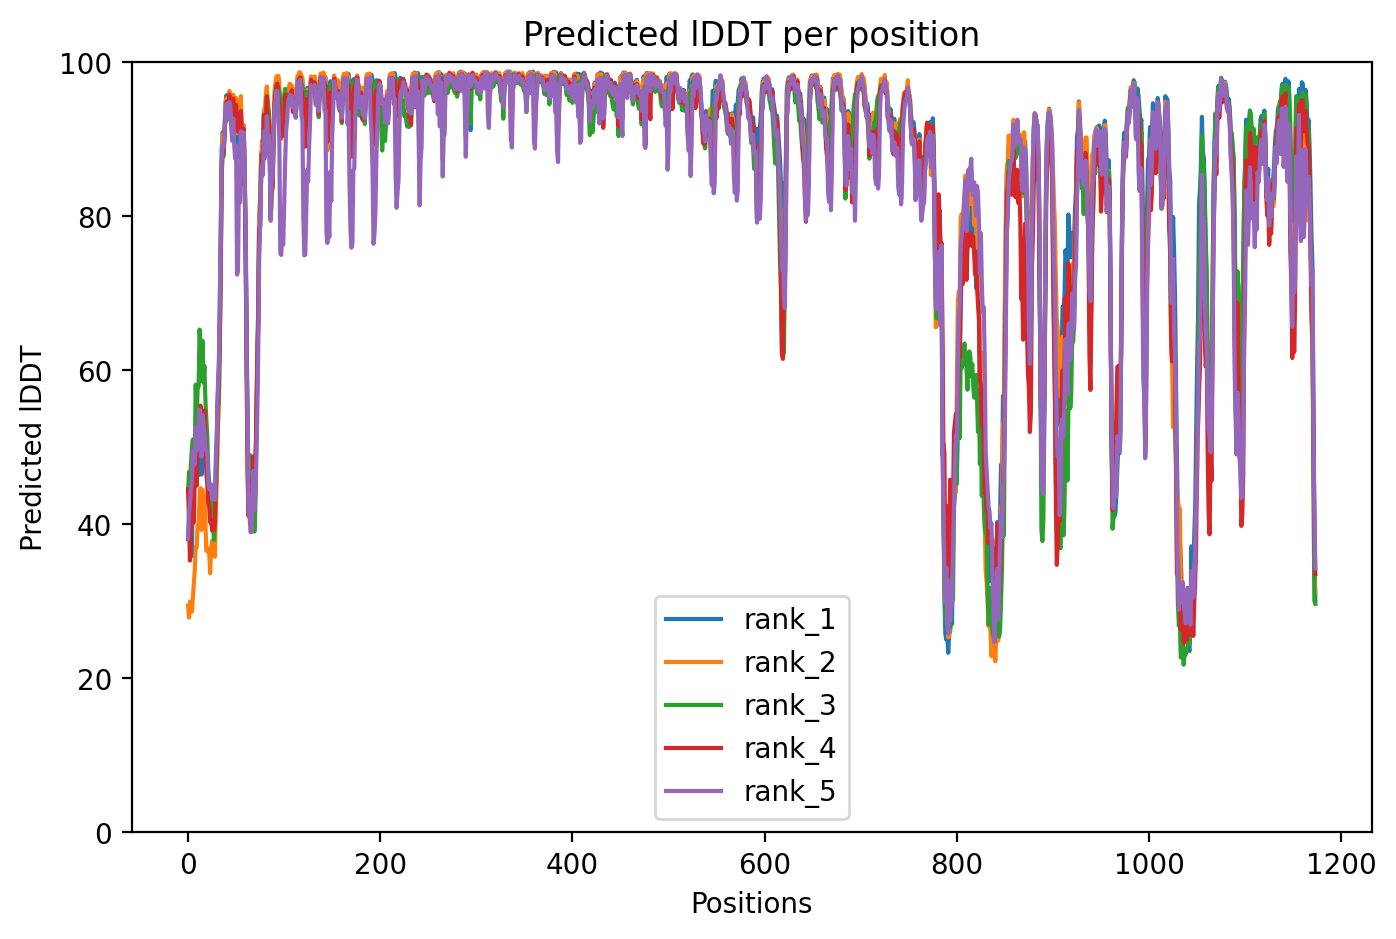 Predicted lDDT per position
100
80
60
40
20
0
Predicted lDDT
rank_1
rank_2
rank_3
rank_4
rank_5
0 200 400 600 800 1000 1200
Positions